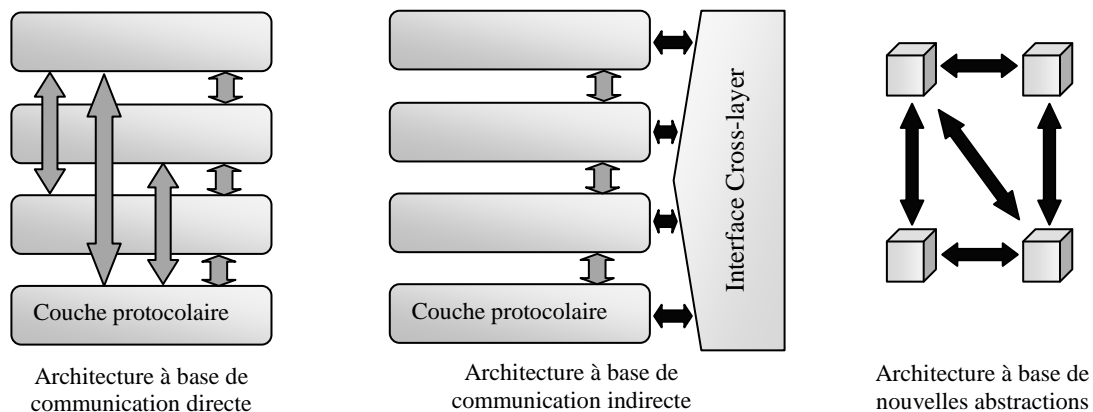 Couche protocolaire
Architecture à base de
communication directe
Couche protocolaire
Interface Cross-layer
Architecture à base de
communication indirecte
Architecture à base de
nouvelles abstractions